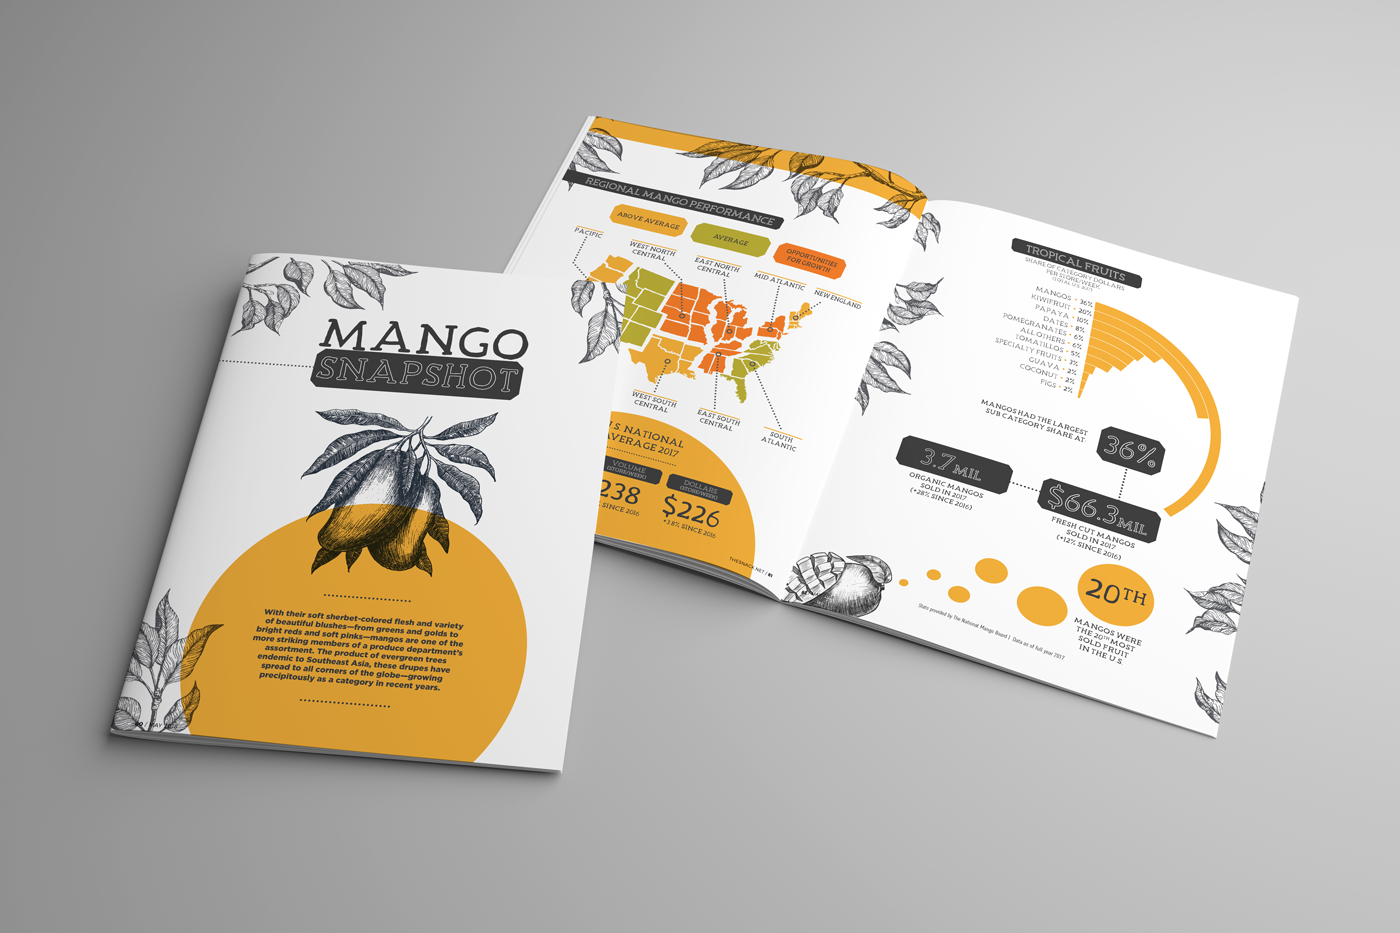 MANGO
SNAPSHOT
With their soft sherbet-colored flesh and variety
of beautiful blushes—from greens and golds to
bright reds and soft pinks—mangos are one of the
more striking members of a produce department's
assortment. The product of evergreen trees
endemic to Southeast Asia, these drupes have
spread to all corners of the globe—growing
precipitously as a category in recent years.
/ MAY
REGIONAL MANGO PERFORMANCE
ABOVE AVERAGE
AVERAGE
OPPORTUNITIES
FOR GROWTH
PACIFIC
WEST NORTH
CENTRAL
EAST NORTH
CENTRAL
MID ATLANTIC
NEW ENGLAND
WEST SOUTH
CENTRAL
EAST SOUTH
CENTRAL
SOUTH
ATLANTIC
U.S. NATIONAL
AVERAGE 2017
VOLUME
(STORE/WEEK)
238
SINCE 2016
DOLLARS
(STORE/WEEK)
$226
+3.8% SINCE 2016
THESNACK.NET / 81
TROPICAL FRUITS
SHARE OF CATEGORY DOLLARS
PER STORE/WEEK
MANGOS • 36%
KIWIFRUIT • 20%
PAPAYA • 10%
DATES • 8%
POMEGRANATES • 6%
ALL OTHERS • 6%
TOMATILLOS • 5%
SPECIALTY FRUITS • 3%
GUAVA • 2%
COCONUT • 2%
FIGS • 2%
MANGOS HAD THE LARGEST
SUB CATEGORY SHARE AT
36%
3.7 MIL
ORGANIC MANGOS
SOLD IN 2017
(+28% SINCE 2016)
$66.3 MIL
FRESH CUT MANGOS
SOLD IN 2017
(+12% SINCE 2016)
20TH
MANGOS WERE
THE 20TH MOST
SOLD FRUIT
IN THE U.S.
Stats provided by The National Mango Board | Data as of full year 2017